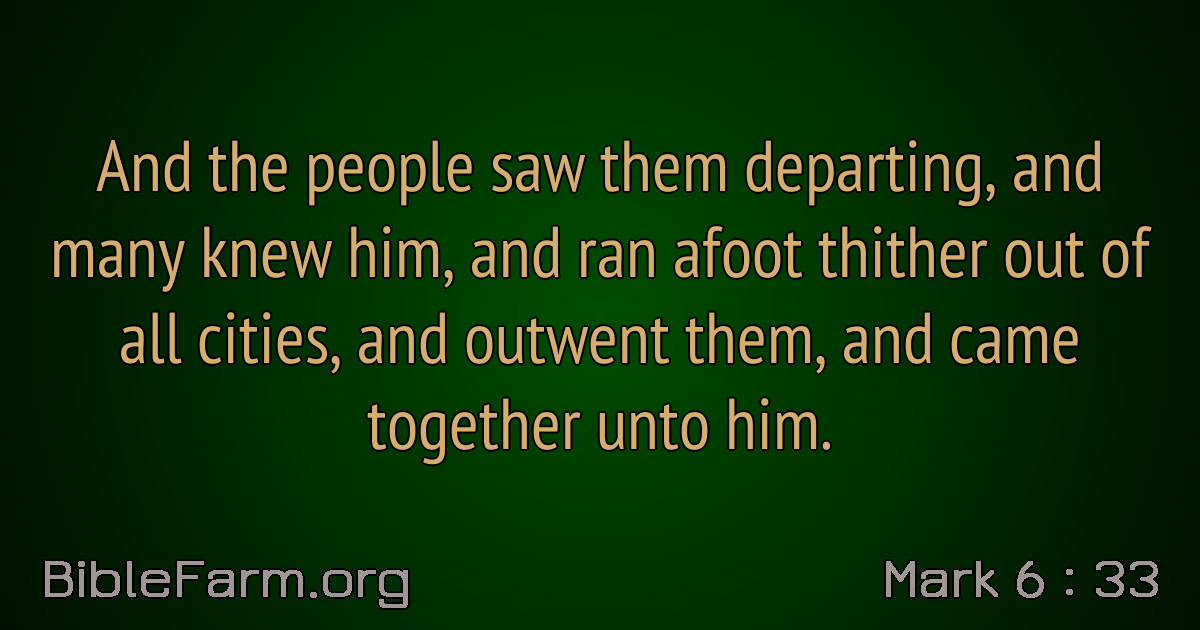 And the people saw them departing, and
many knew him, and ran afoot thither out of
all cities, and outwent them, and came
together unto him.
BibleFarm.org
Mark 6 : 33